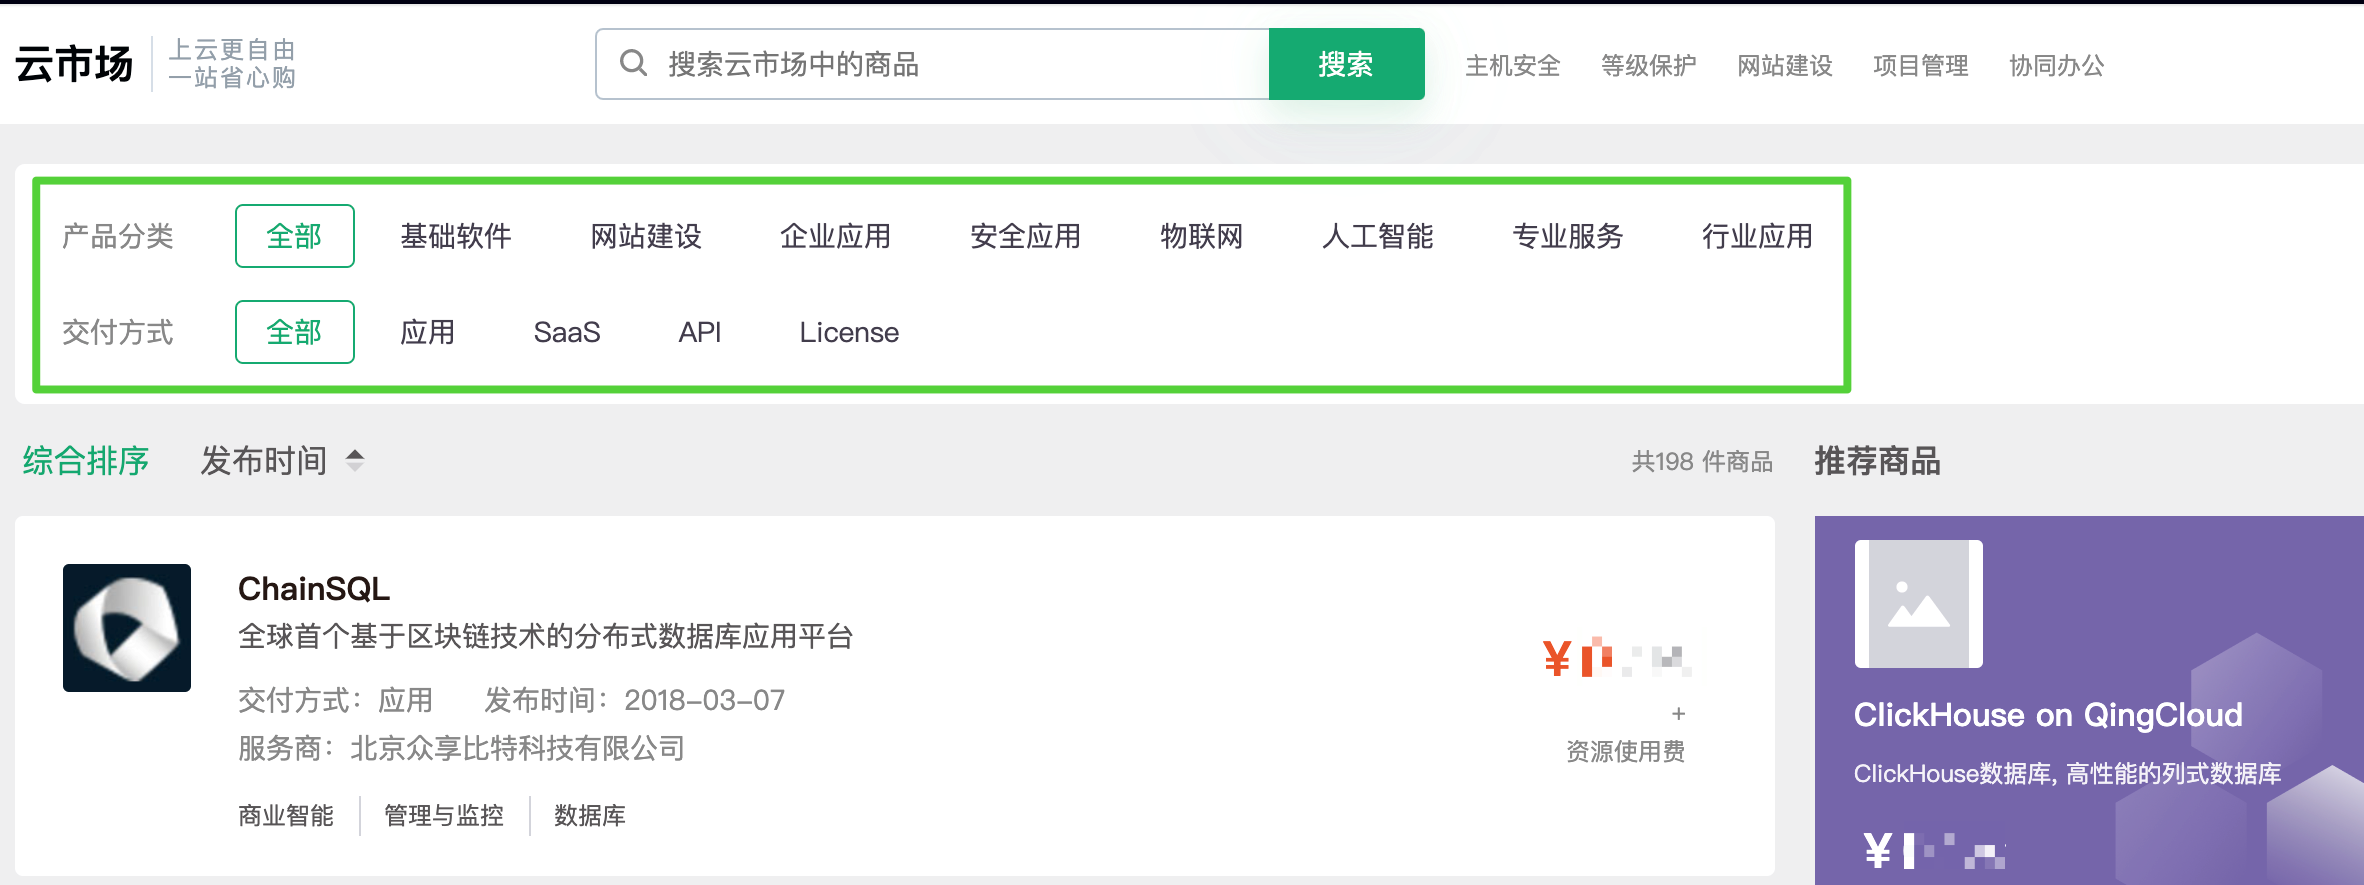 云市场
上云更自由
一站省心购
搜索云市场中的商品
搜索
主机安全 等级保护 网站建设 项目管理 协同办公
产品分类 全部 基础软件 网站建设 企业应用 安全应用 物联网 人工智能 专业服务 行业应用
交付方式 全部 应用 SaaS API License
综合排序 发布时间
共198 件商品
推荐商品
ChainSQL
全球首个基于区块链技术的分布式数据库应用平台
交付方式：应用 发布时间：2018-03-07
服务商：北京众享比特科技有限公司
商业智能 管理与监控 数据库
¥
+
资源使用费
ClickHouse on QingCloud
ClickHouse数据库, 高性能的列式数据库
¥